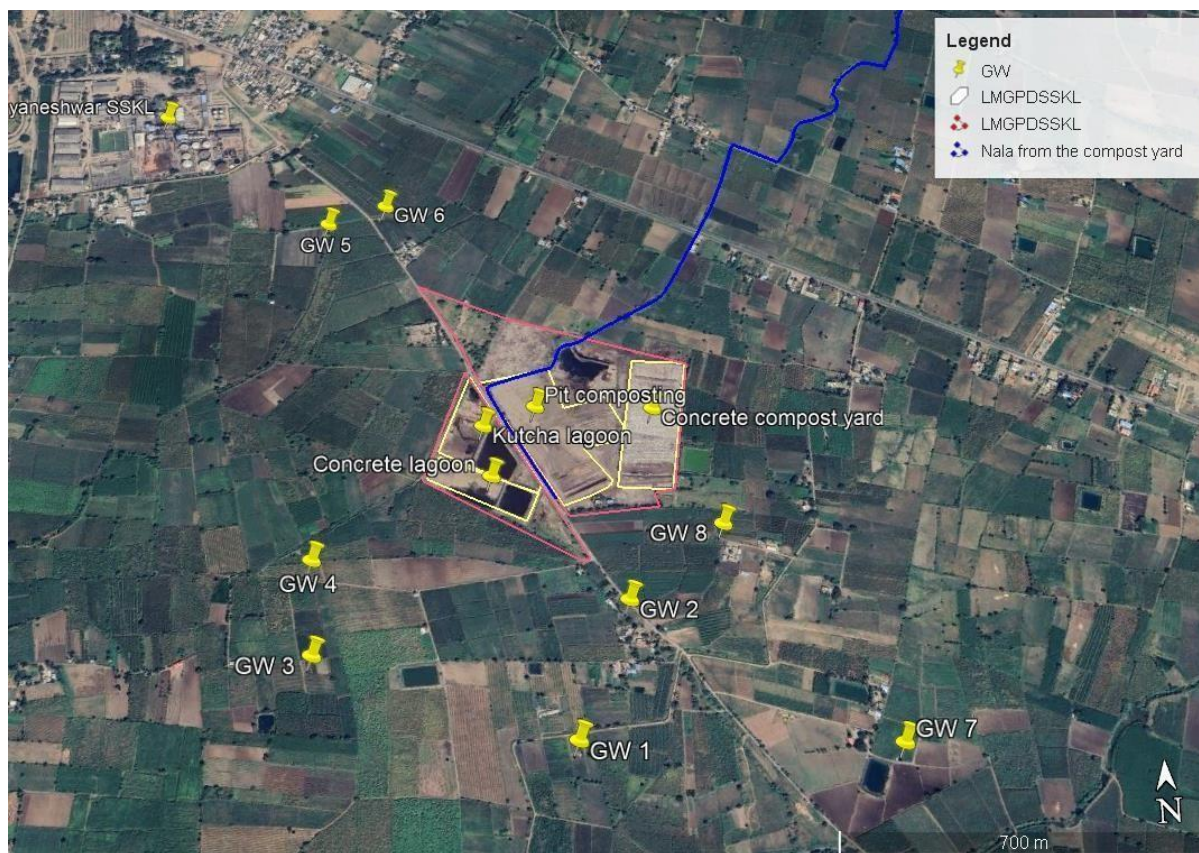 Legend
GW
LMGPDSSKL
LMGPDSSKL
Nala from the compost yard
yaneshwar SSKL
GW 6
GW 5
Pit composting
Concrete compost yard
Kutcha lagoon
Concrete lagoon
GW 8
GW 4
GW 2
GW 3
GW 1
GW 7
N
700 m